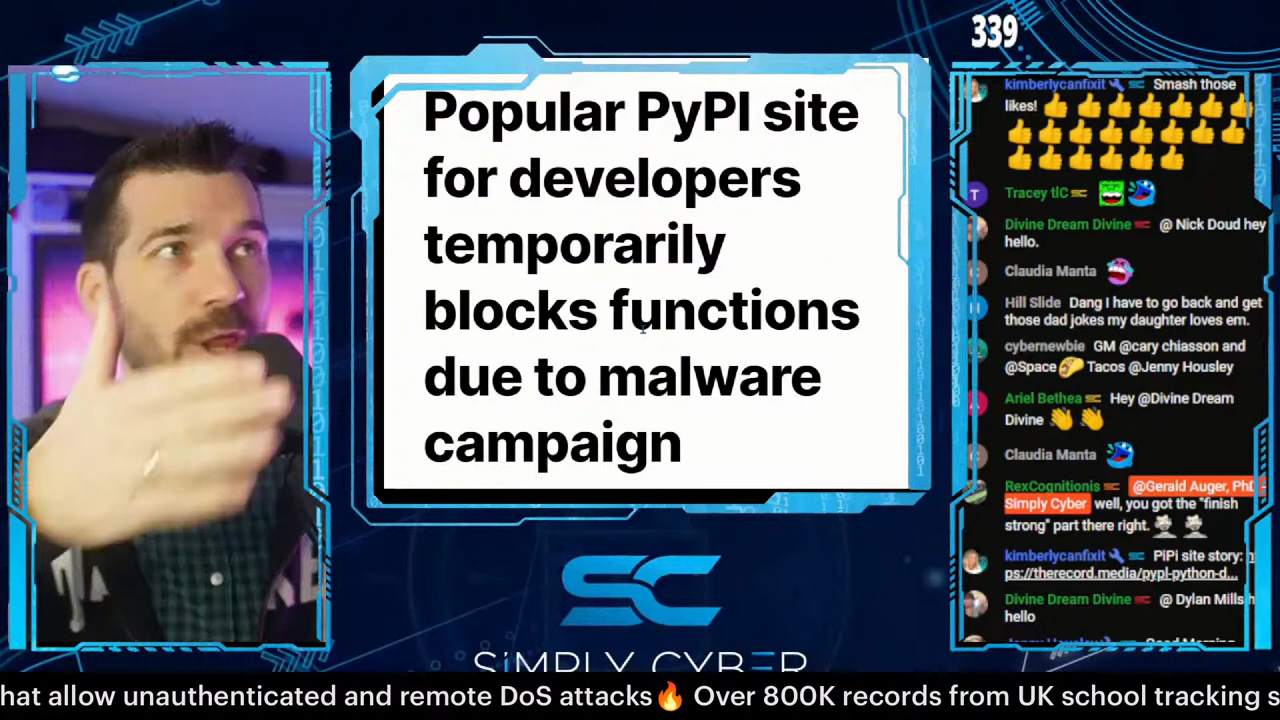 339
Popular PyPI site
for developers
temporarily
blocks functions
due to malware
campaign
kimberlycanfixit Smash those
likes!
T Tracey tlC
Divine Dream Divine @ Nick Doud hey
hello.
Claudia Manta
Hill Slide Dang I have to go back and get
those dad jokes my daughter loves em.
cybernewbie GM @cary chiasson and
@Space Tacos @Jenny Housley
Ariel Bethea Hey @Divine Dream
Divine
Claudia Manta
RexCognitionis @Gerald Auger, PhD -
Simply Cyber well, you got the "finish
strong" part there right.
kimberlycanfixit PiPi site story:
ps://therecord.media/pypI-python-d...
Divine Dream Divine @ Dylan Mills
hello
SC
SIMPLY CYBER
hat allow unauthenticated and remote DoS attacks🔥 Over 800K records from UK school tracking s